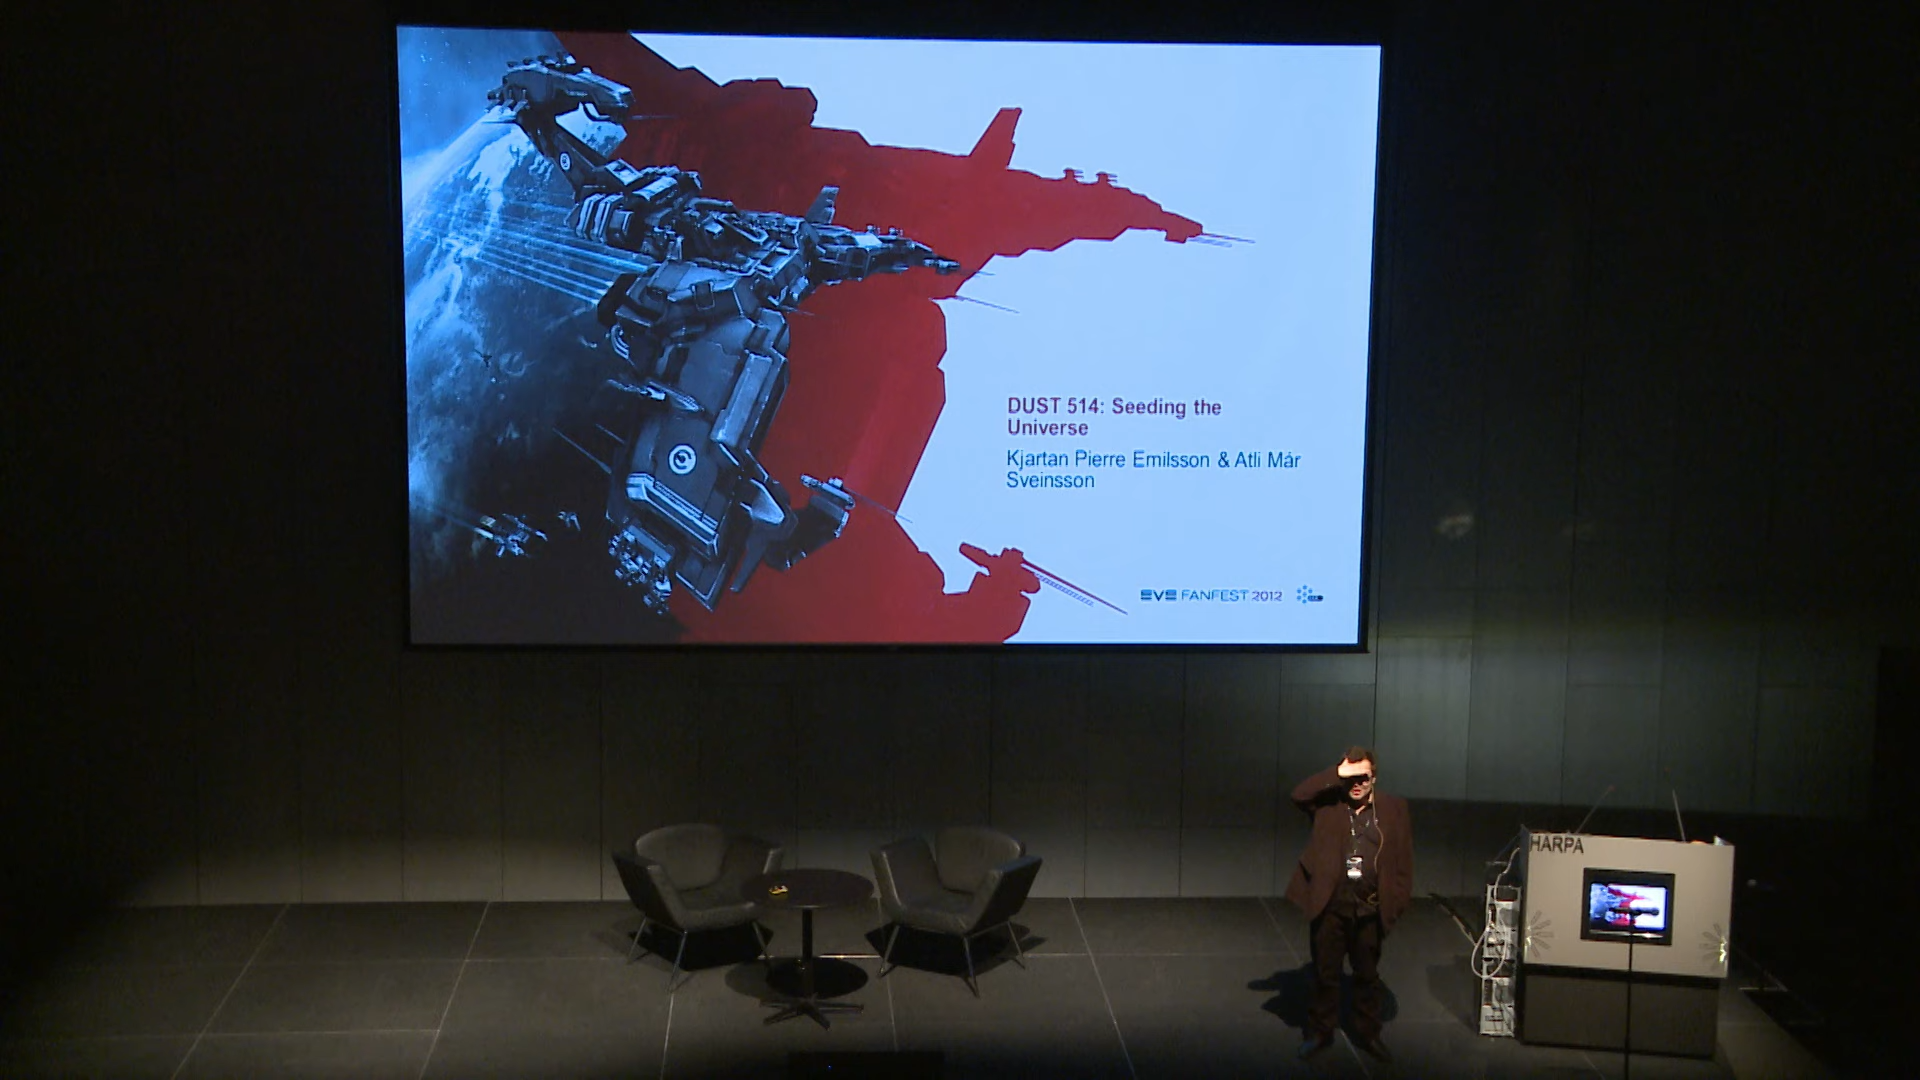 DUST 514: Seeding the
Universe
Kjartan Pierre Emilsson & Atli Már
Sveinsson
EVE FANFEST 2012
HARPA